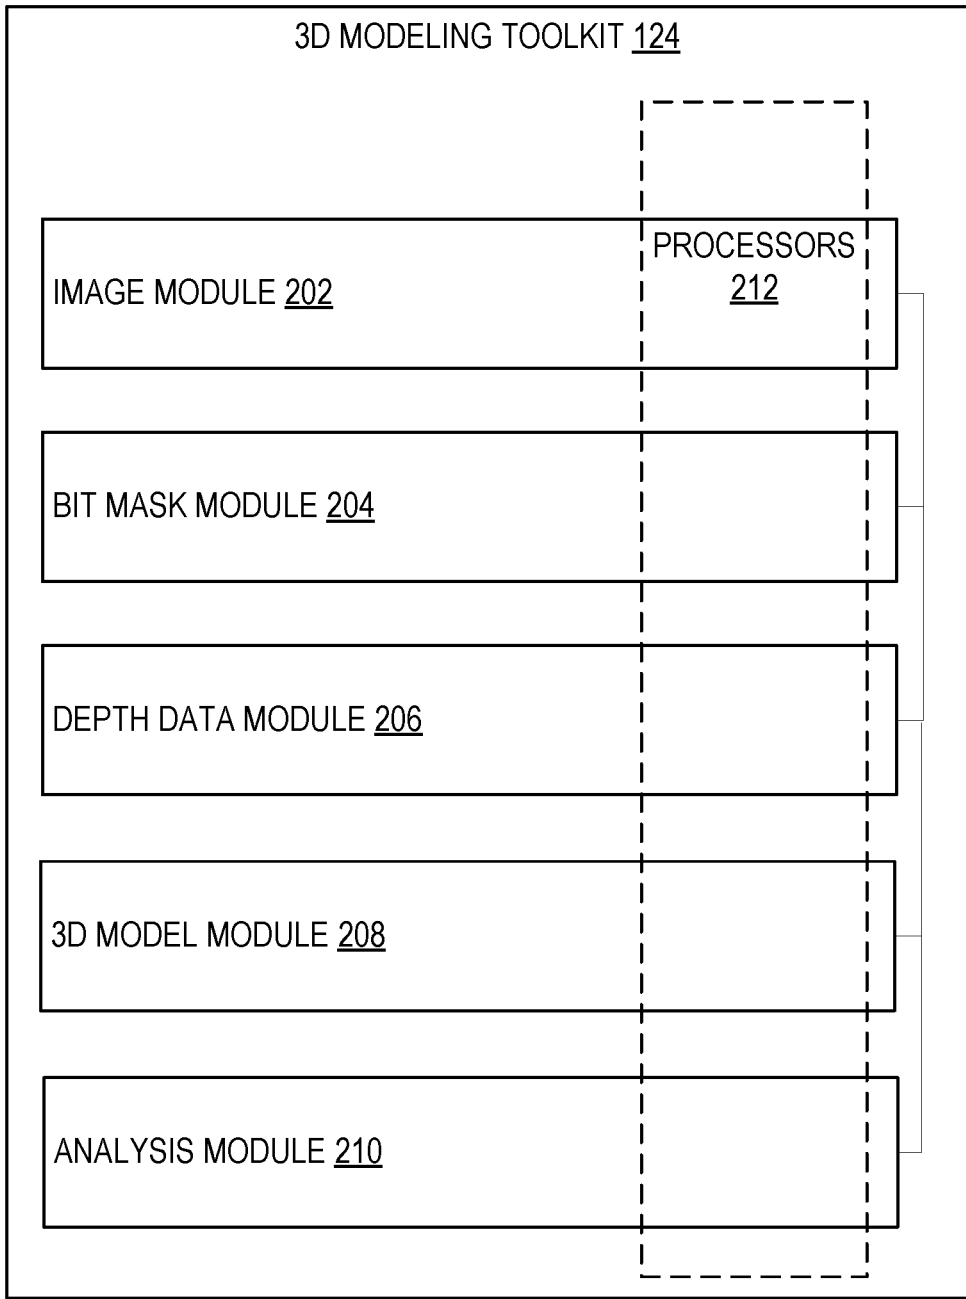 3D MODELING TOOLKIT 124
PROCESSORS
212
IMAGE MODULE 202
BIT MASK MODULE 204
DEPTH DATA MODULE 206
3D MODEL MODULE 208
ANALYSIS MODULE 210